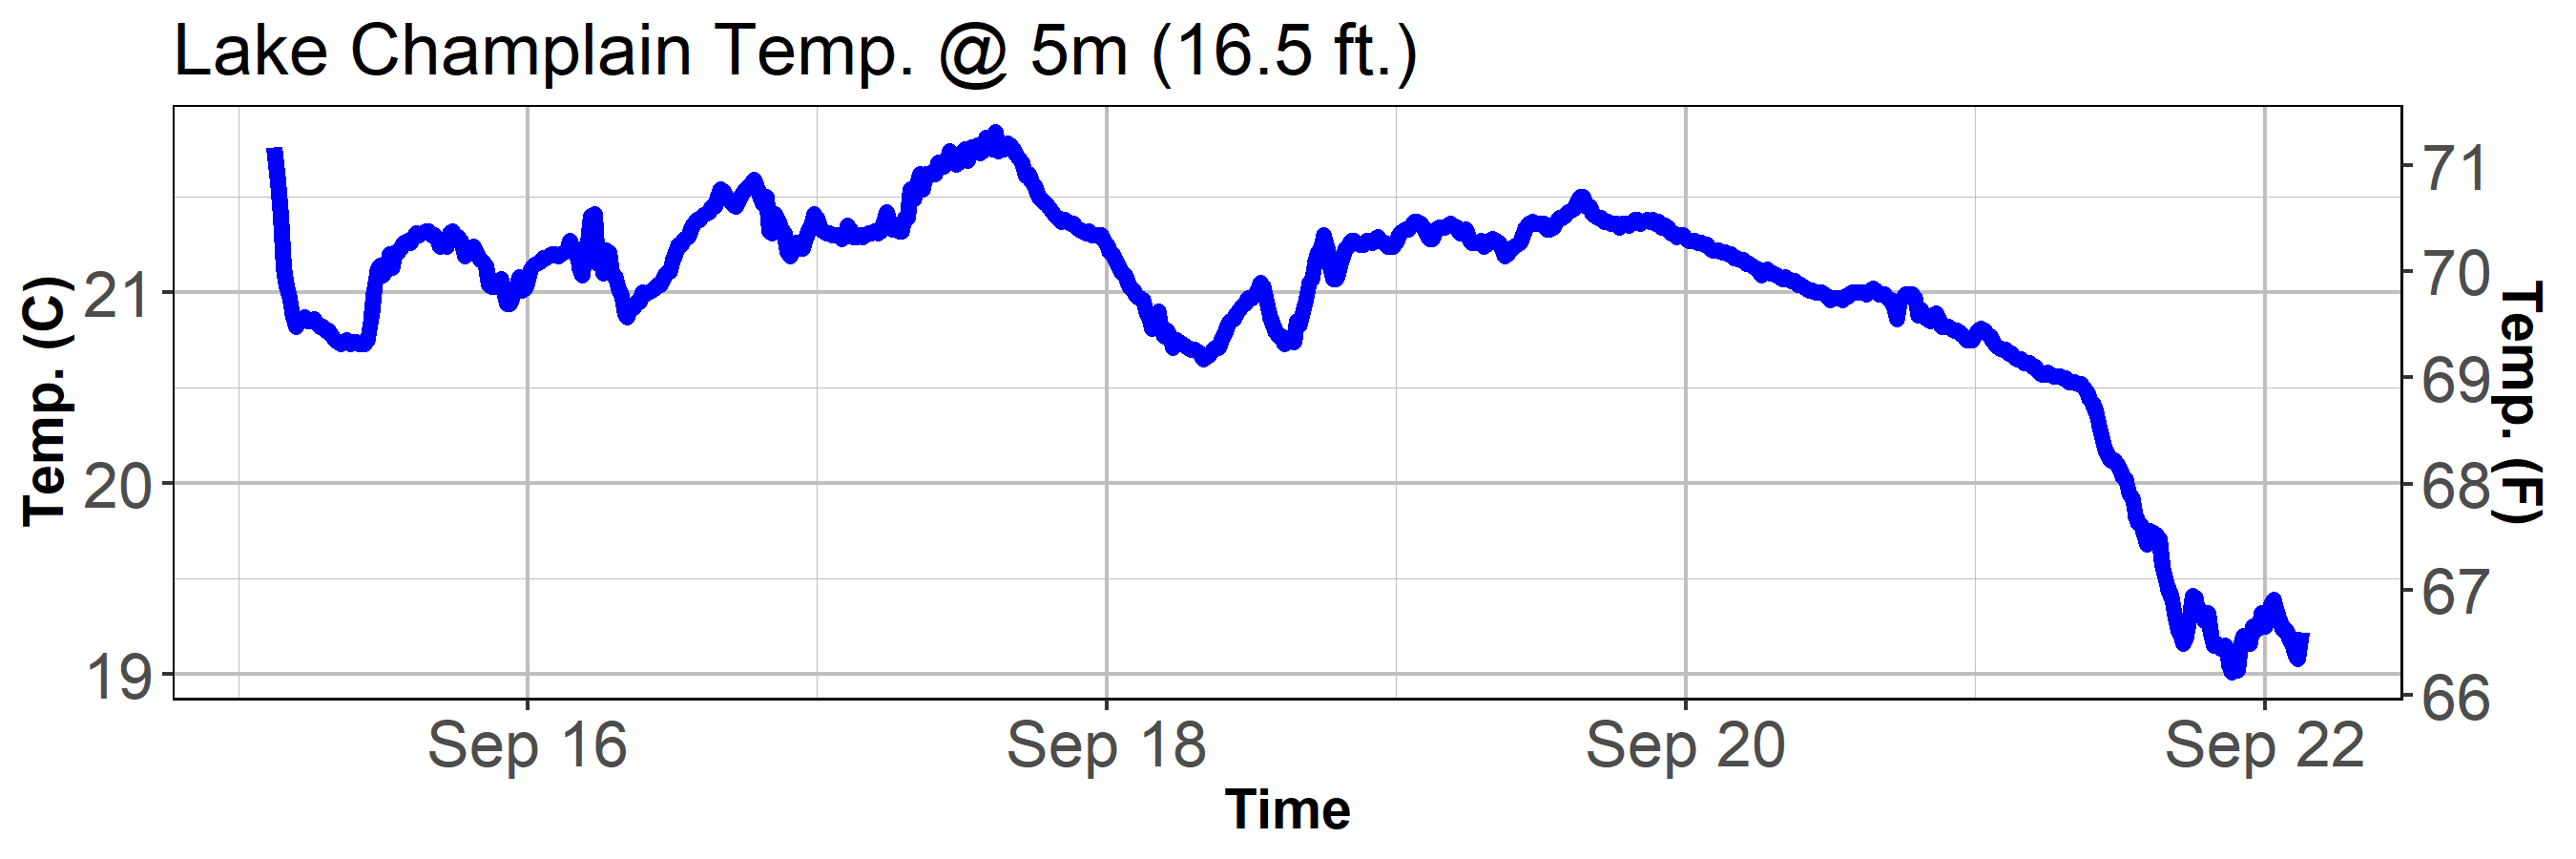 Lake Champlain Temp. @ 5m (16.5 ft.)
Temp. (C)
21
20
19
71
70
69
68
67
66
Temp. (F)
Sep 16 Sep 18 Sep 20 Sep 22
Time